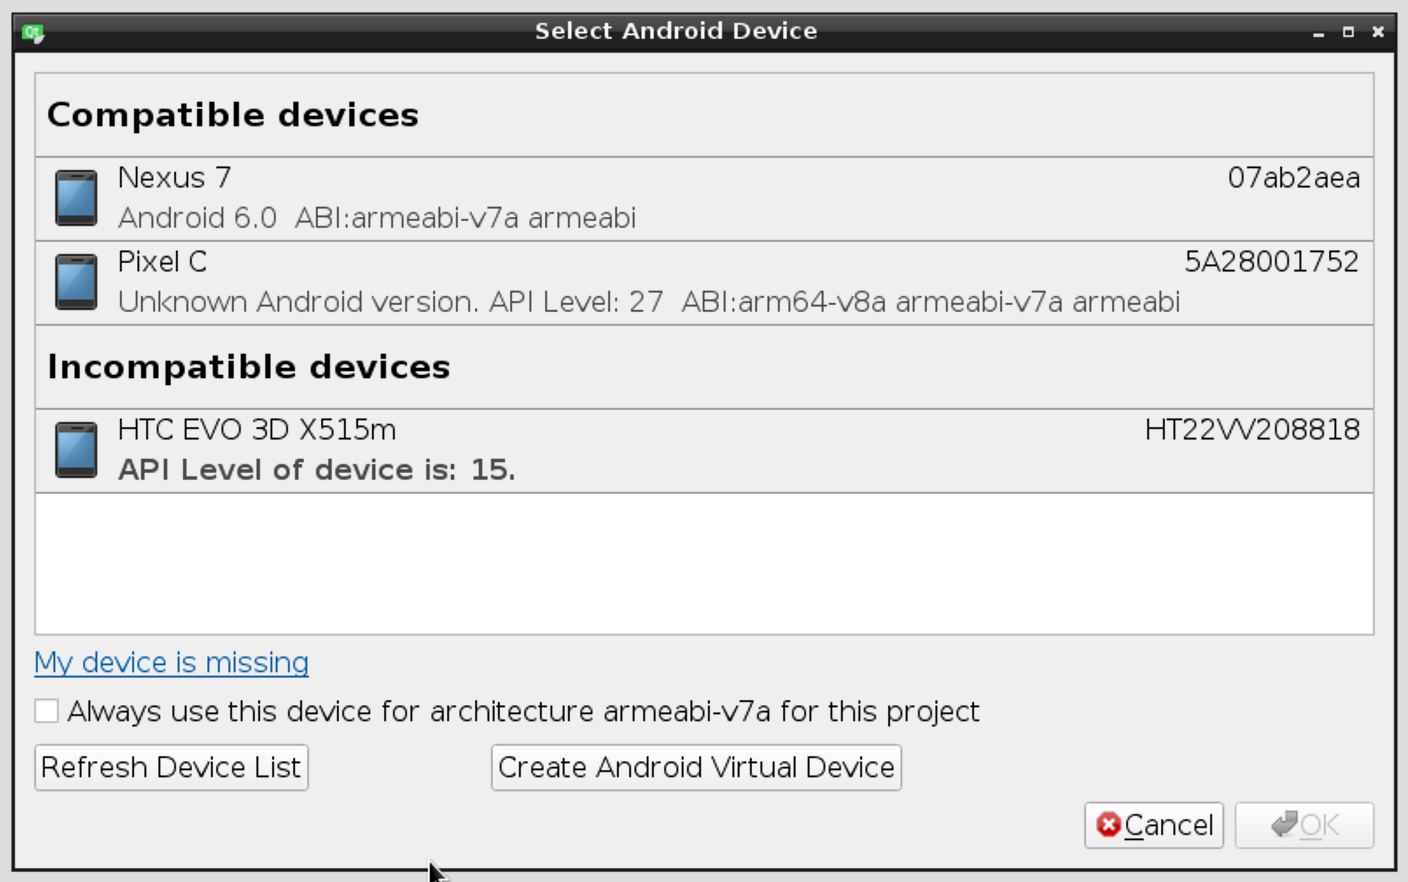 Select Android Device
Compatible devices
Nexus 7 07ab2aea
Android 6.0 ABI:armeabi-v7a armeabi
Pixel C 5A28001752
Unknown Android version. API Level: 27 ABI:arm64-v8a armeabi-v7a armeabi
Incompatible devices
HTC EVO 3D X515m HT22VV208818
API Level of device is: 15.
My device is missing
Always use this device for architecture armeabi-v7a for this project
Refresh Device List Create Android Virtual Device
Cancel OK